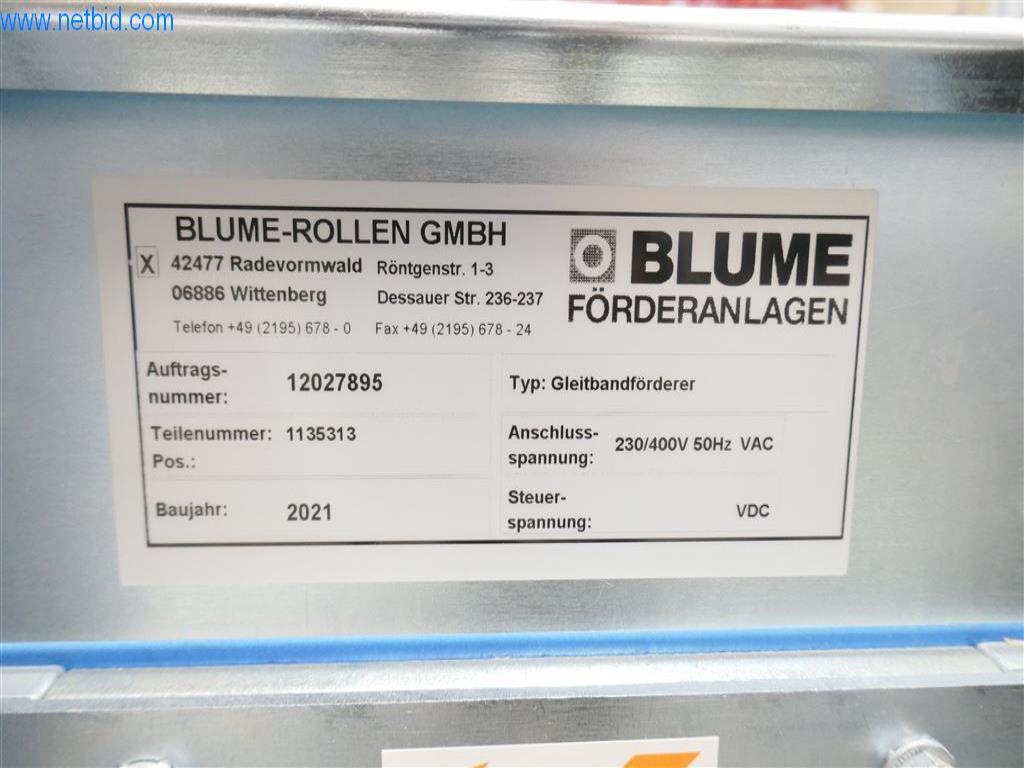 www.netbid.com
BLUME-ROLLEN GMBH
X 42477 Radevormwald Röntgenstr. 1-3
06886 Wittenberg Dessauer Str. 236-237
Telefon +49 (2195) 678 - 0 Fax +49 (2195) 678 - 24
BLUME
FÖRDERANLAGEN
Auftrags-
nummer: 12027895
Typ: Gleitbandförderer
Teilenummer: 1135313
Pos.:
Anschluss-
spannung: 230/400V 50Hz VAC
Baujahr: 2021
Steuer-
spannung: VDC